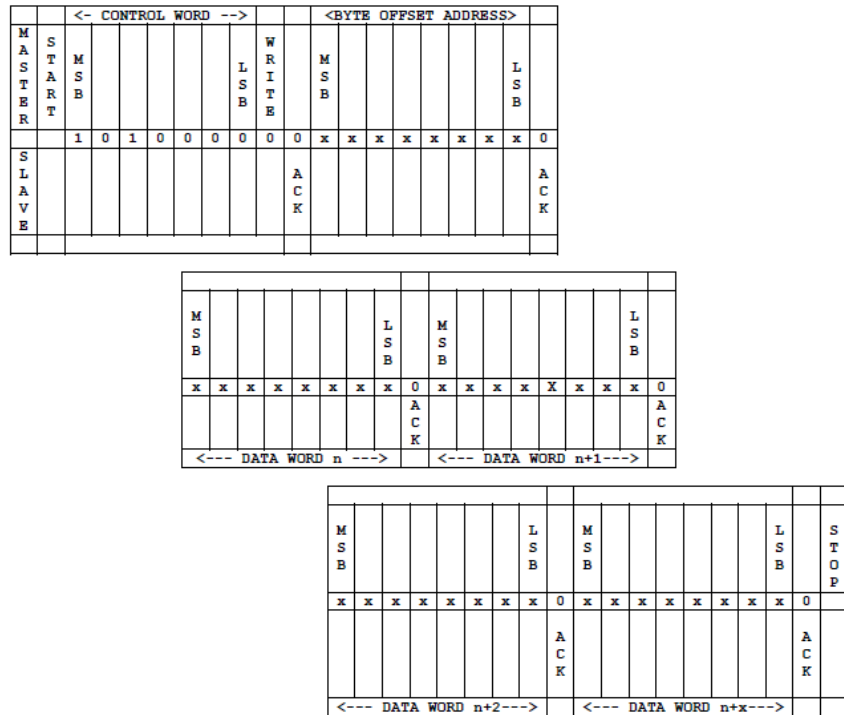 <- CONTROL WORD --> <BYTE OFFSET ADDRESS>
MASTER START MSB LSB WRITE MSB LSB
1 0 1 0 0 0 0 0 0 x x x x x x x x 0
SLAVE ACK ACK
MSB LSB MSB LSB
x x x x x x x x 0 x x x x X x x x 0
ACK ACK
<--- DATA WORD n ---> <--- DATA WORD n+1--->
MSB LSB MSB LSB STOP
x x x x x x x x 0 x x x x x x x x 0
ACK ACK
<--- DATA WORD n+2---> <--- DATA WORD n+x--->